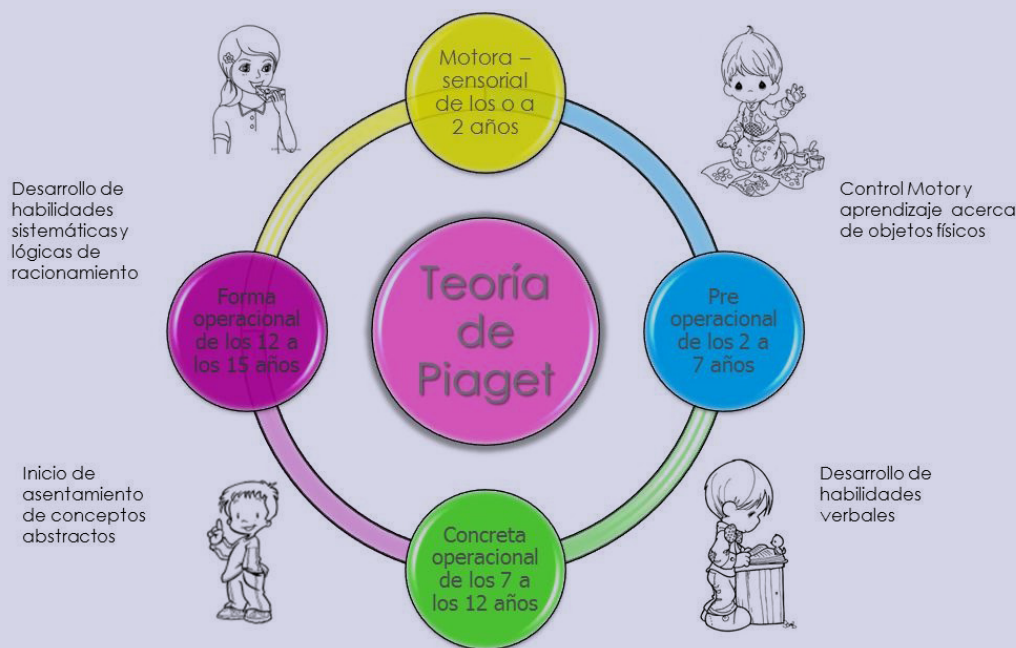 Motora –
sensorial
de los o a
2 años
Desarrollo de
habilidades
sistemáticas y
lógicas de
racionamiento
Control Motor y
aprendizaje acerca
de objetos físicos
Forma
operacional
de los 12 a
los 15 años
Teoría
de
Piaget
Pre
operacional
de los 2 a
7 años
Inicio de
asentamiento
de conceptos
abstractos
Desarrollo de
habilidades
verbales
Concreta
operacional
de los 7 a
los 12 años